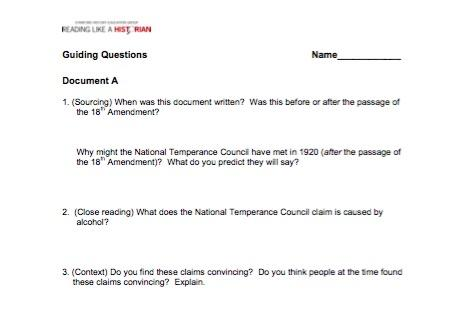 STANFORD HISTORY EDUCATION GROUP
READING LIKE A HISTORIAN
Guiding Questions Name____________
Document A
1. (Sourcing) When was this document written? Was this before or after the passage of
the 18th Amendment?
Why might the National Temperance Council have met in 1920 (after the passage of
the 18th Amendment)? What do you predict they will say?
2. (Close reading) What does the National Temperance Council claim is caused by
alcohol?
3. (Context) Do you find these claims convincing? Do you think people at the time found
these claims convincing? Explain.